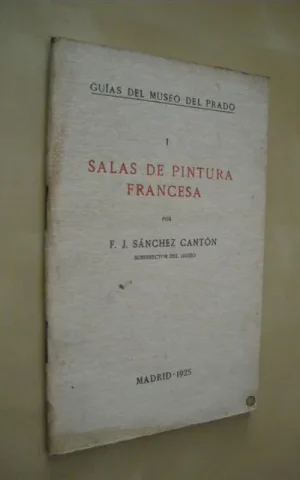 GUÍAS DEL MUSEO DEL PRADO
I
SALAS DE PINTURA
FRANCESA
POR
F. J. SÁNCHEZ CANTÓN
SUBDIRECTOR DEL MUSEO
MADRID-1925